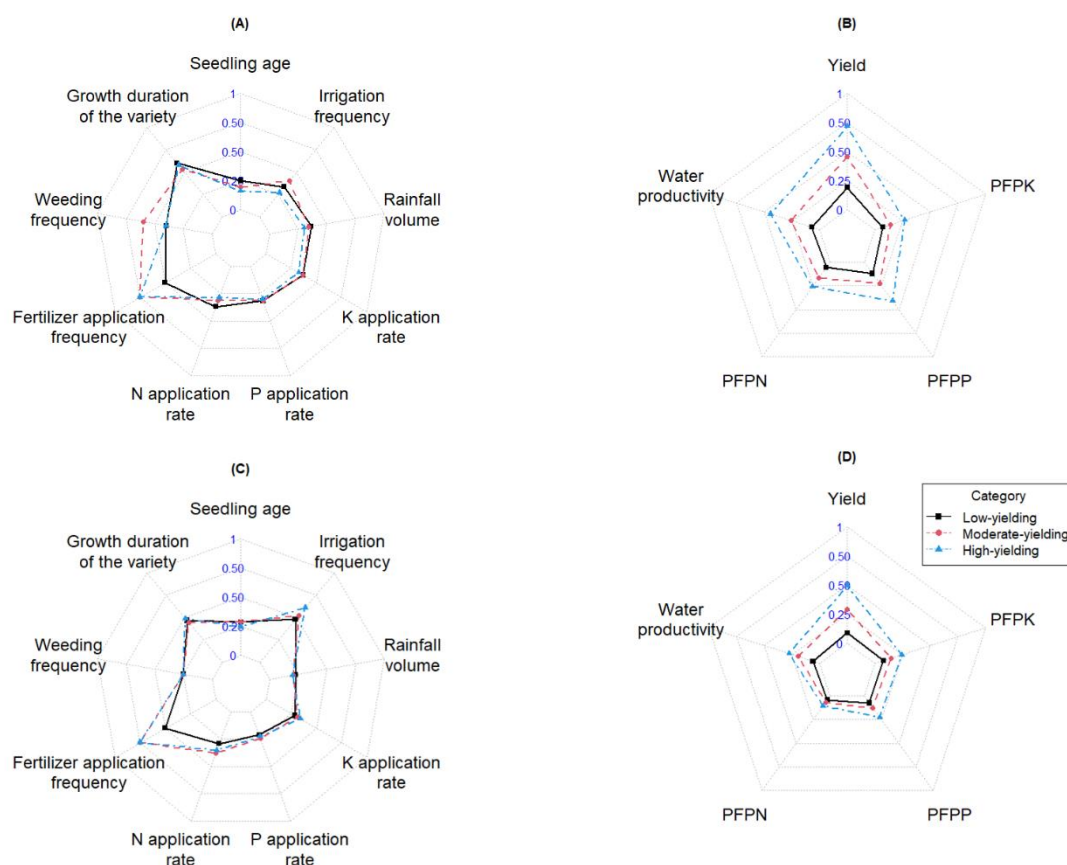 (A)
Seedling age
Growth duration
of the variety
Irrigation
frequency
1
0.50
0.50
0.25
0
Weeding
frequency
Rainfall
volume
Fertilizer application
frequency
K application
rate
N application
rate
P application
rate
(B)
Yield
1
0.50
0.50
0.25
0
Water
productivity
PFPK
PFPN
PFPP
(C)
Seedling age
Growth duration
of the variety
Irrigation
frequency
1
0.50
0.50
0.25
0
Weeding
frequency
Rainfall
volume
Fertilizer application
frequency
K application
rate
N application
rate
P application
rate
(D)
Yield
Category
Low-yielding
Moderate-yielding
High-yielding
1
0.50
0.50
0.25
0
Water
productivity
PFPK
PFPN
PFPP